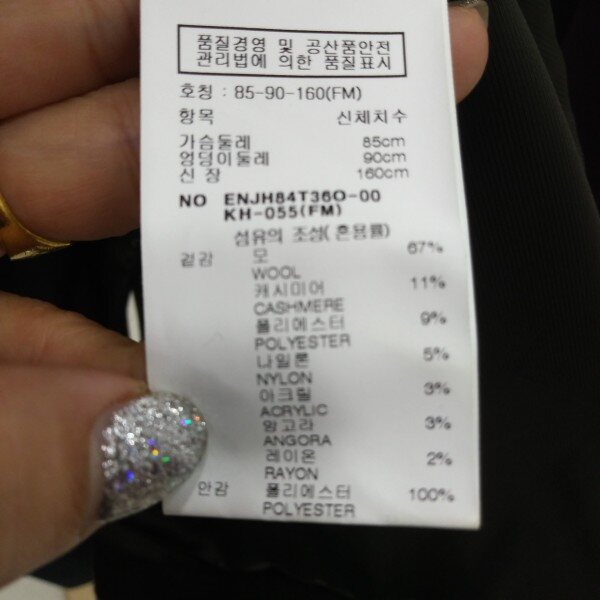 품질경영 및 공산품안전
관리법에 의한 품질표시
호칭 : 85-90-160(FM)
항목 신체치수
가슴둘레 85cm
엉덩이둘레 90cm
신 장 160cm
NO ENJH84T360-00
KH-055(FM)
섬유의 조성( 혼용률)
겉감 모 67%
WOOL
캐시미어 11%
CASHMERE
폴리에스터 9%
POLYESTER
나일론 5%
NYLON
아크릴 3%
ACRYLIC
앙고라 3%
ANGORA
레이온 2%
RAYON
안감 폴리에스터 100%
POLYESTER